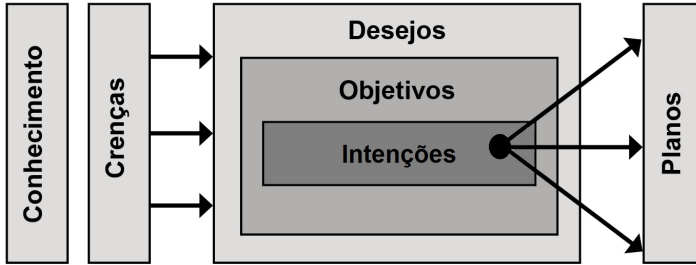 Conhecimento
Crenças
Desejos
Objetivos
Intenções
Planos